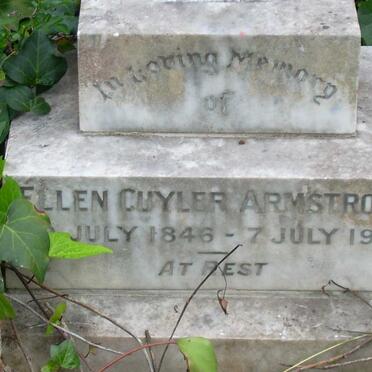 In Loving Memory
of
ELLEN CUYLER ARMSTRO
JULY 1846 - 7 JULY 19
AT REST